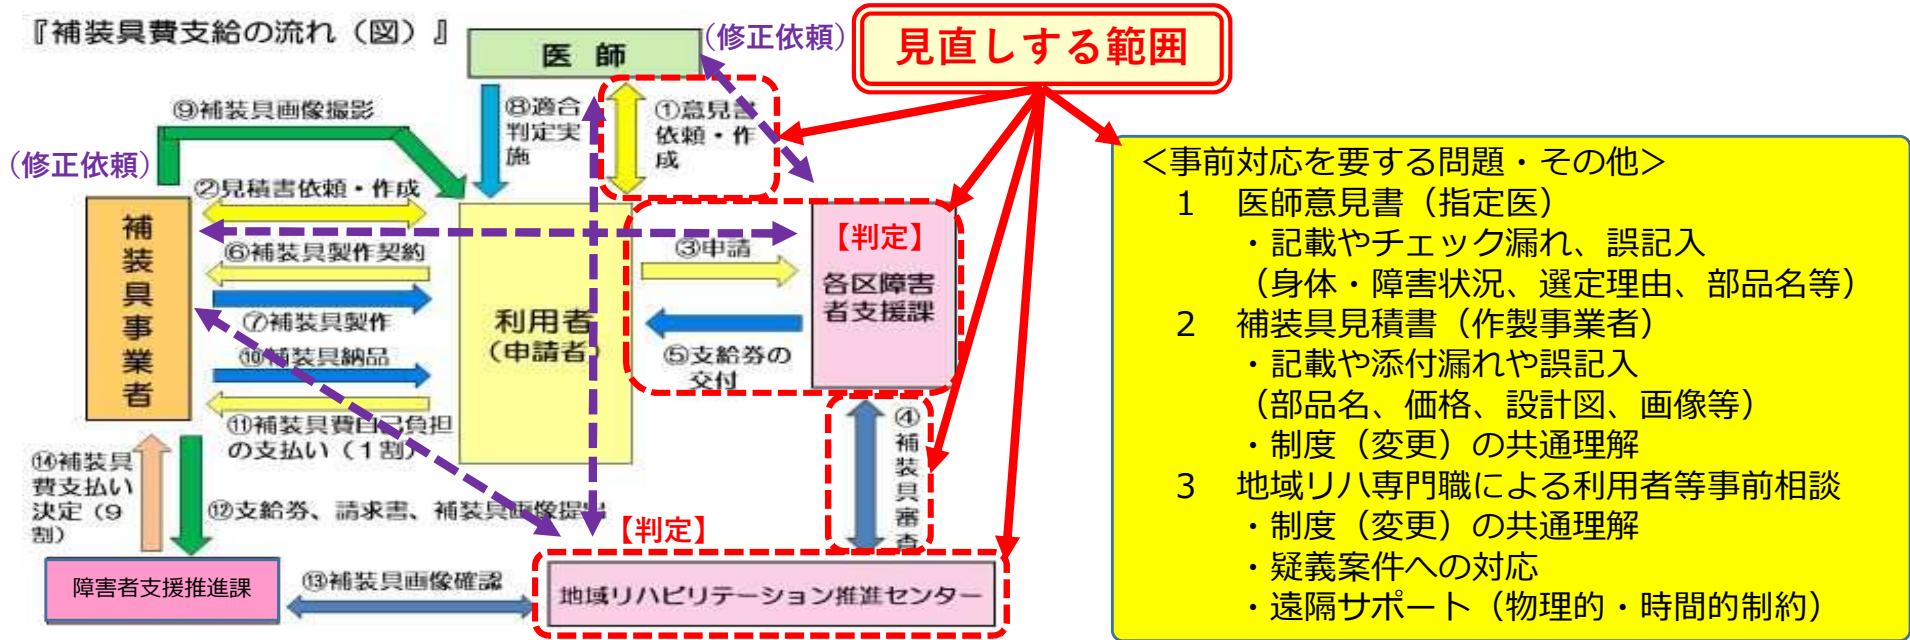 『補装具費支給の流れ（図）』
医 師
（修正依頼）
見直しする範囲
⑨補装具画像撮影
⑧適合
判定実
施
①意見書
依頼・作
成
（修正依頼）
②見積書依頼・作成
補装具事業者
⑥補装具製作契約
⑦補装具製作
⑩補装具納品
⑪補装具費自己負担
の支払い（１割）
利用者
（申請者）
③申請
⑤支給券の
交付
【判定】
各区障害
者支援課
④補装具審査
⑭補装具
費支払い
決定（９
割）
⑫支給券、請求書、補装具画像提出
【判定】
障害者支援推進課
⑬補装具画像確認
地域リハビリテーション推進センター
＜事前対応を要する問題・その他＞
１　医師意見書（指定医）
・記載やチェック漏れ、誤記入
（身体・障害状況、選定理由、部品名等）
２　補装具見積書（作製事業者）
・記載や添付漏れや誤記入
（部品名、価格、設計図、画像等）
・制度（変更）の共通理解
３　地域リハ専門職による利用者等事前相談
・制度（変更）の共通理解
・疑義案件への対応
・遠隔サポート（物理的・時間的制約）